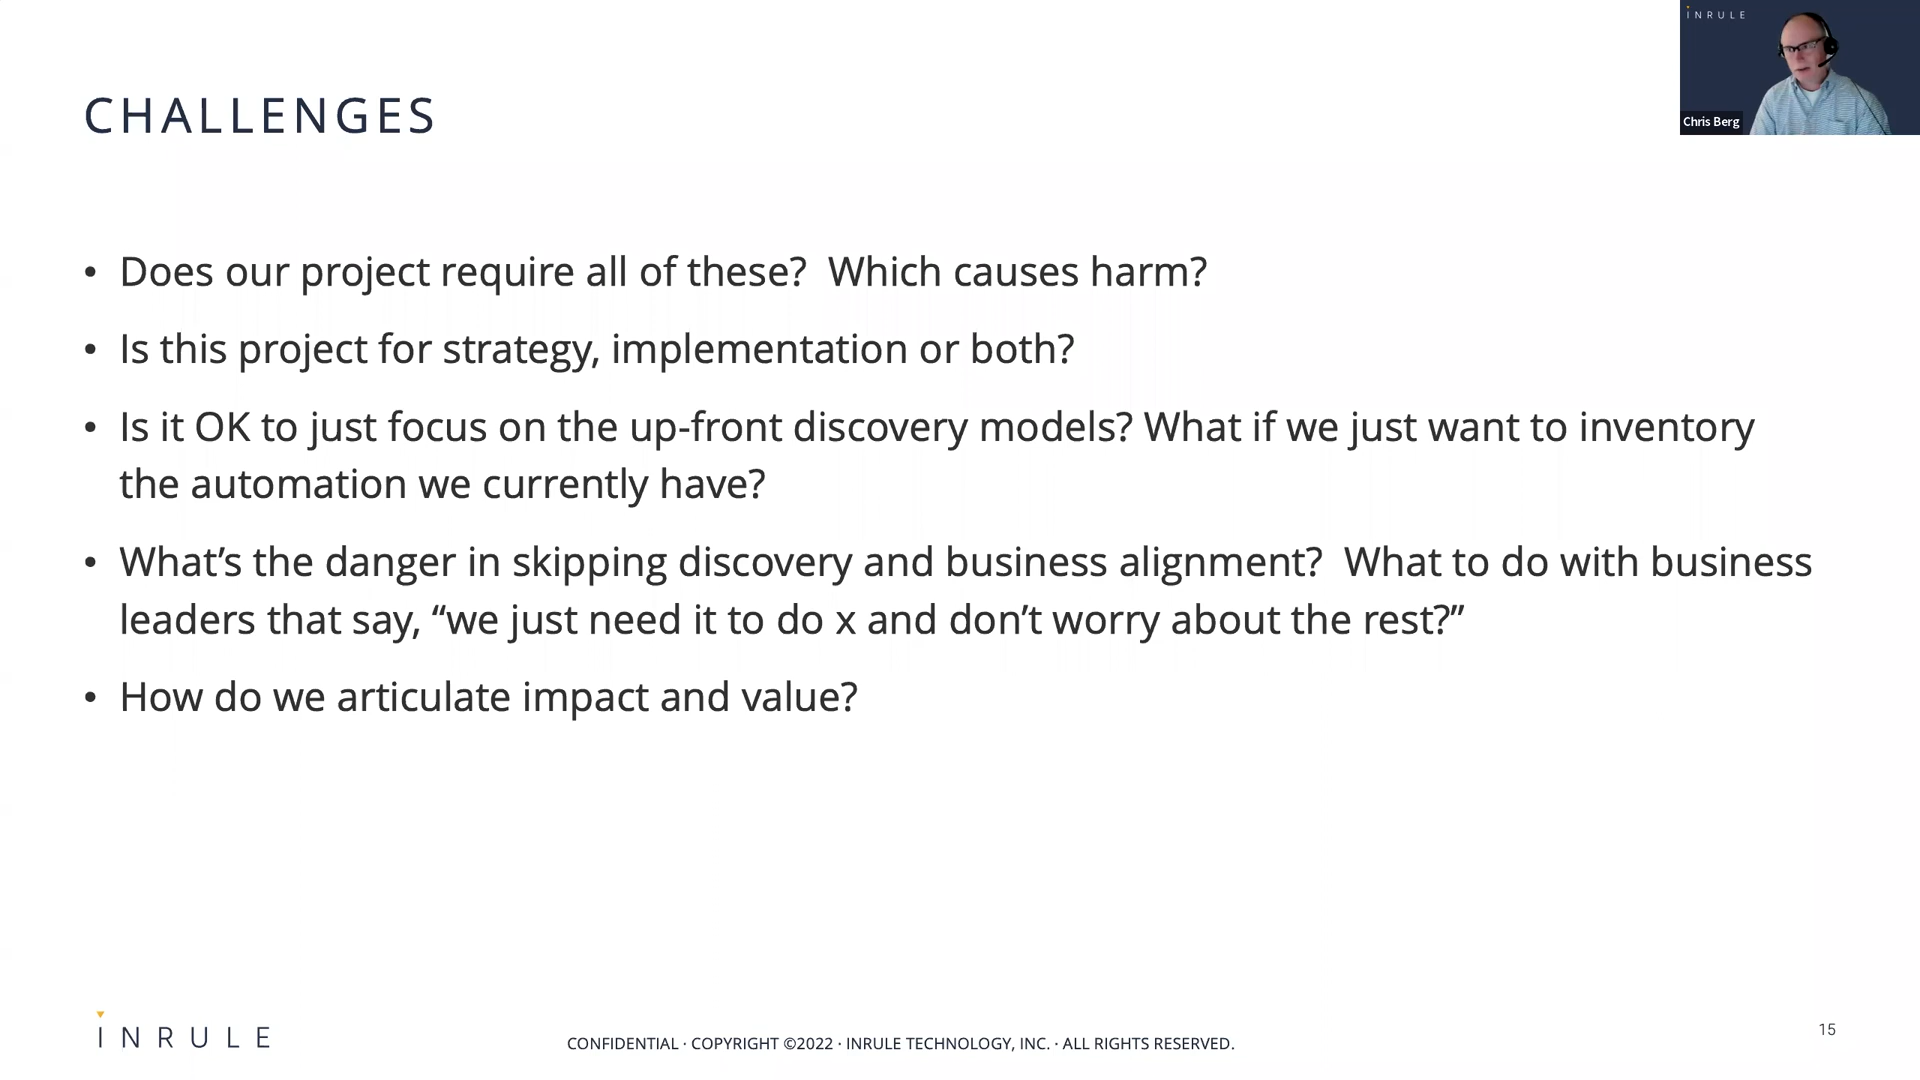 INRULE
Chris Berg
CHALLENGES
• Does our project require all of these?  Which causes harm?
• Is this project for strategy, implementation or both?
• Is it OK to just focus on the up-front discovery models? What if we just want to inventory
the automation we currently have?
• What’s the danger in skipping discovery and business alignment?  What to do with business
leaders that say, “we just need it to do x and don’t worry about the rest?”
• How do we articulate impact and value?
INRULE
CONFIDENTIAL · COPYRIGHT ©2022 · INRULE TECHNOLOGY, INC. · ALL RIGHTS RESERVED.
15